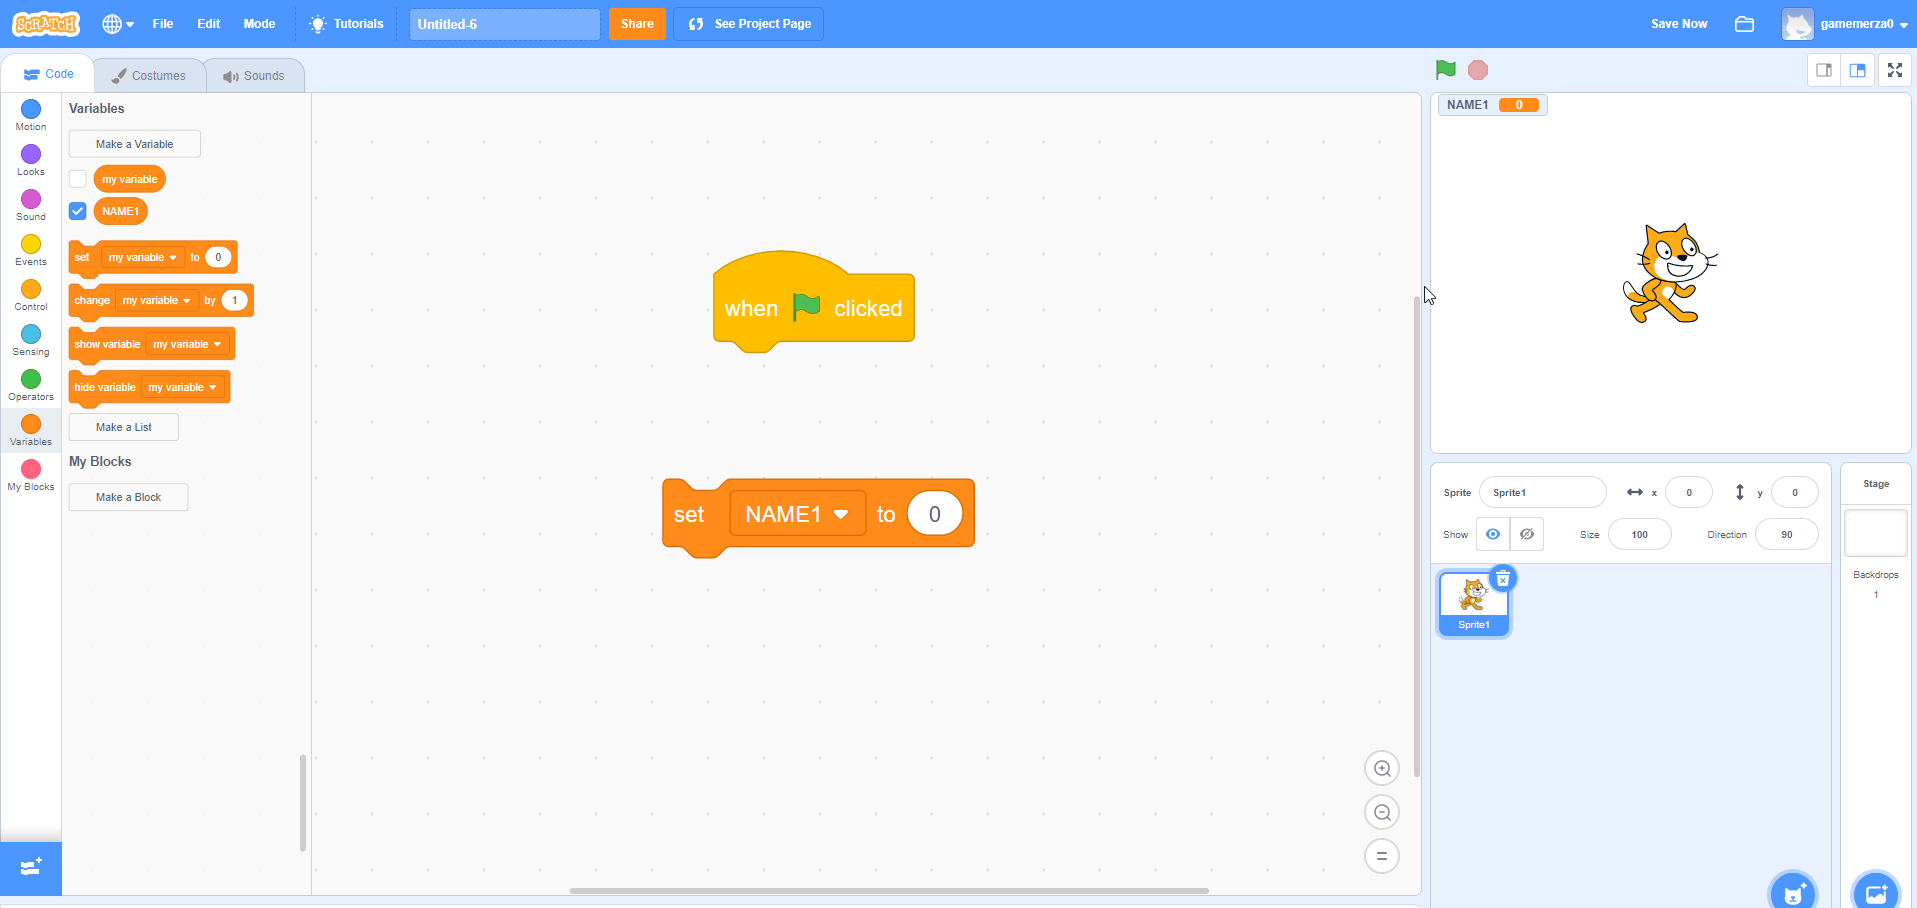 SCRATCH File Edit Mode Tutorials Untitled-6 Share See Project Page Save Now gamemerza0
Code Costumes Sounds
Motion
Looks
Sound
Events
Control
Sensing
Operators
Variables
My Blocks
Variables
Make a Variable
my variable
NAME1
set my variable to 0
change my variable by 1
show variable my variable
hide variable my variable
Make a List
My Blocks
Make a Block
when clicked
set NAME1 to 0
NAME1 0
Sprite Sprite1 x 0 y 0
Show Size 100 Direction 90
Sprite1
Stage
Backdrops
1